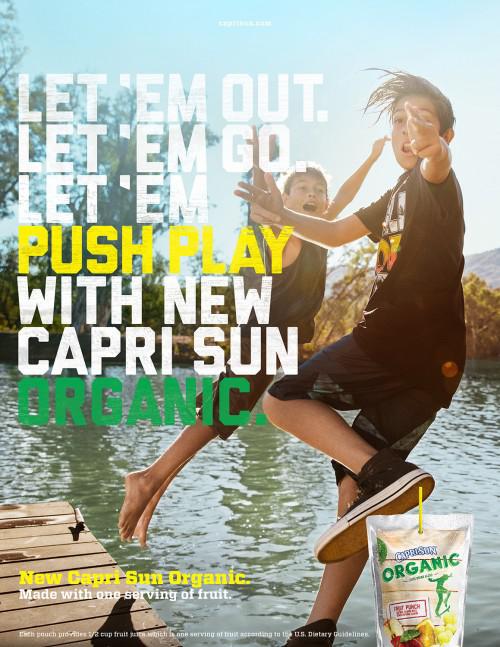 caprisun.com
LET 'EM OUT.
LET 'EM GO.
LET 'EM
PUSH PLAY
WITH NEW
CAPRI SUN
ORGANIC.
New Capri Sun Organic.
Made with one serving of fruit.
CAPRI SUN
ORGANIC
FRUIT PUNCH
Each pouch provides 1/2 cup fruit juice which is one serving of fruit according to the U.S. Dietary Guidelines.